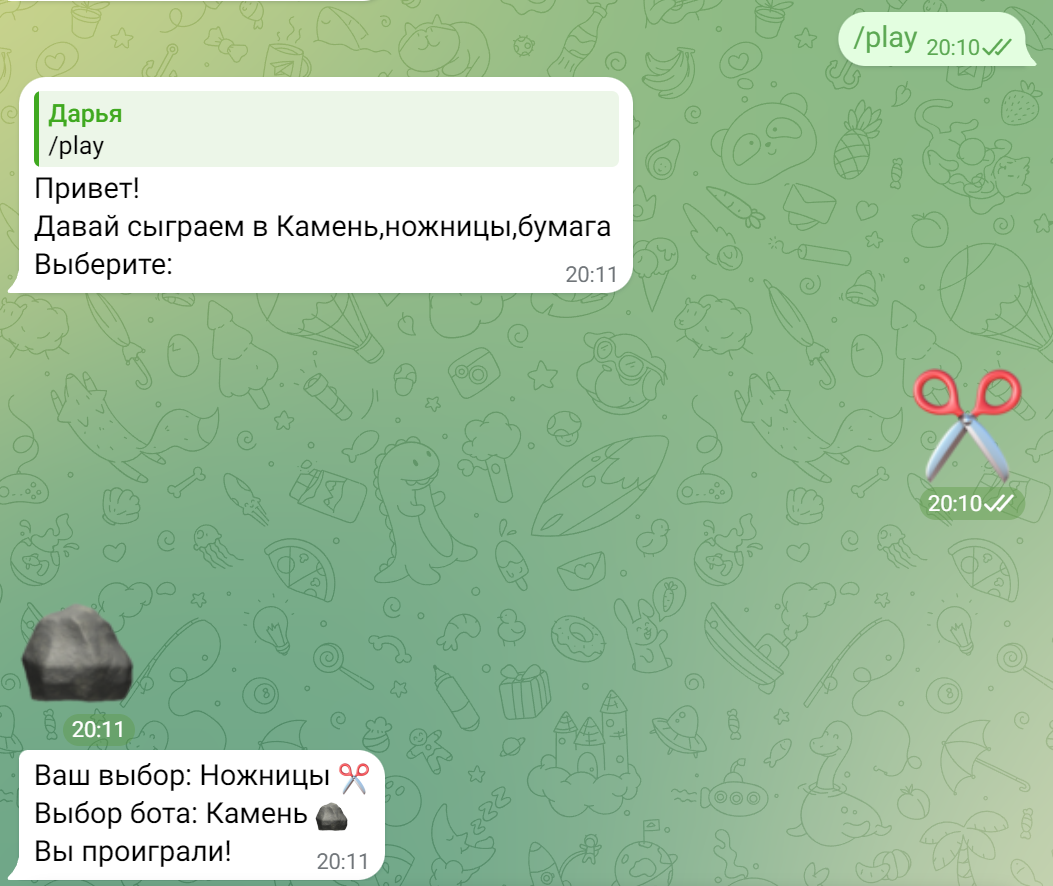 /play 20:10
Дарья
/play
Привет!
Давай сыграем в Камень,ножницы,бумага
Выберите:
20:11
20:10
20:11
Ваш выбор: Ножницы ✂️
Выбор бота: Камень 🪨
Вы проиграли!
20:11